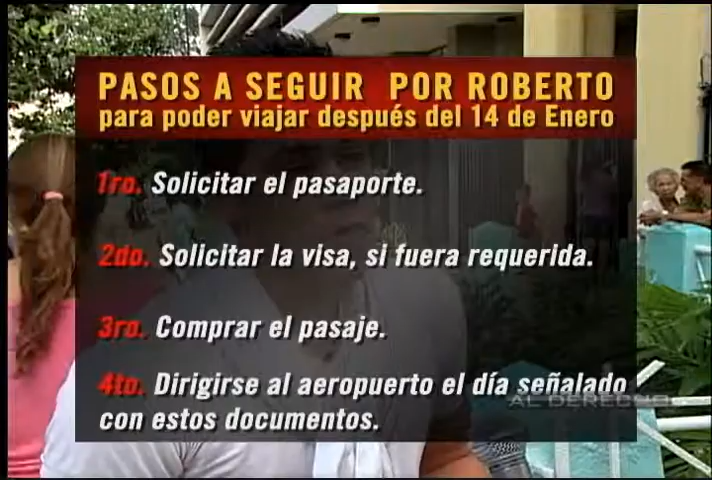 PASOS A SEGUIR POR ROBERTO
para poder viajar después del 14 de Enero
1ro. Solicitar el pasaporte.
2do. Solicitar la visa, si fuera requerida.
3ro. Comprar el pasaje.
4to. Dirigirse al aeropuerto el día señalado
con estos documentos.
AL DERECHO